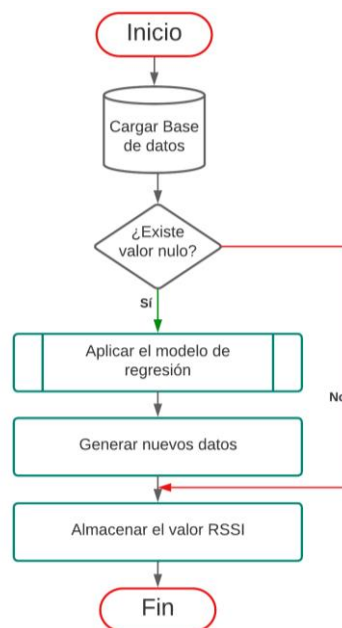 Inicio
Cargar Base
de datos
¿Existe
valor nulo?
Sí
Aplicar el modelo de
regresión
No
Generar nuevos datos
Almacenar el valor RSSI
Fin